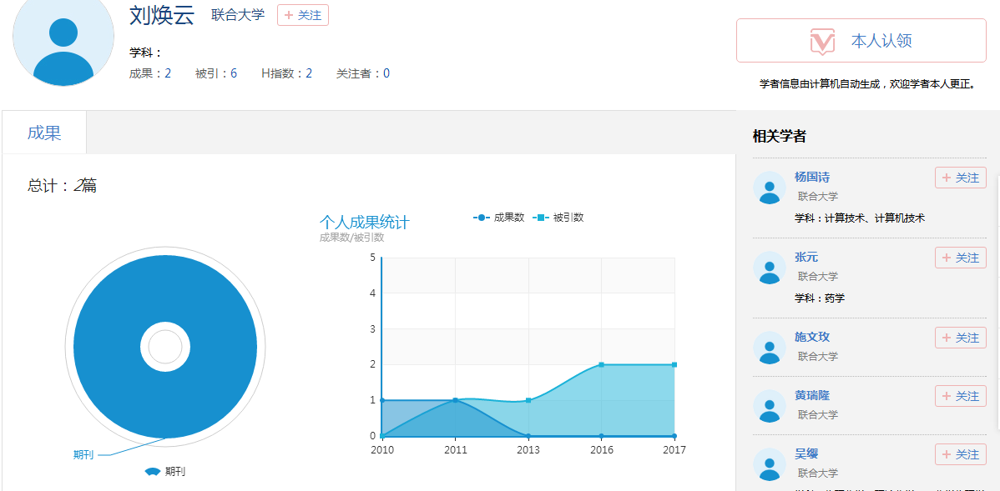 刘焕云 联合大学 + 关注
学科：
成果：2 被引：6 H指数：2 关注者：0
本人认领
学者信息由计算机自动生成，欢迎学者本人更正。
成果
总计：2篇
期刊
期刊
个人成果统计
成果数/被引数
成果数 被引数
5
4
3
2
1
0
2010 2011 2013 2016 2017
相关学者
杨国诗 + 关注
联合大学
学科：计算技术、计算机技术
张元 + 关注
联合大学
学科：药学
施文玫 + 关注
联合大学
黄瑞隆 + 关注
联合大学
吴缨 + 关注
联合大学